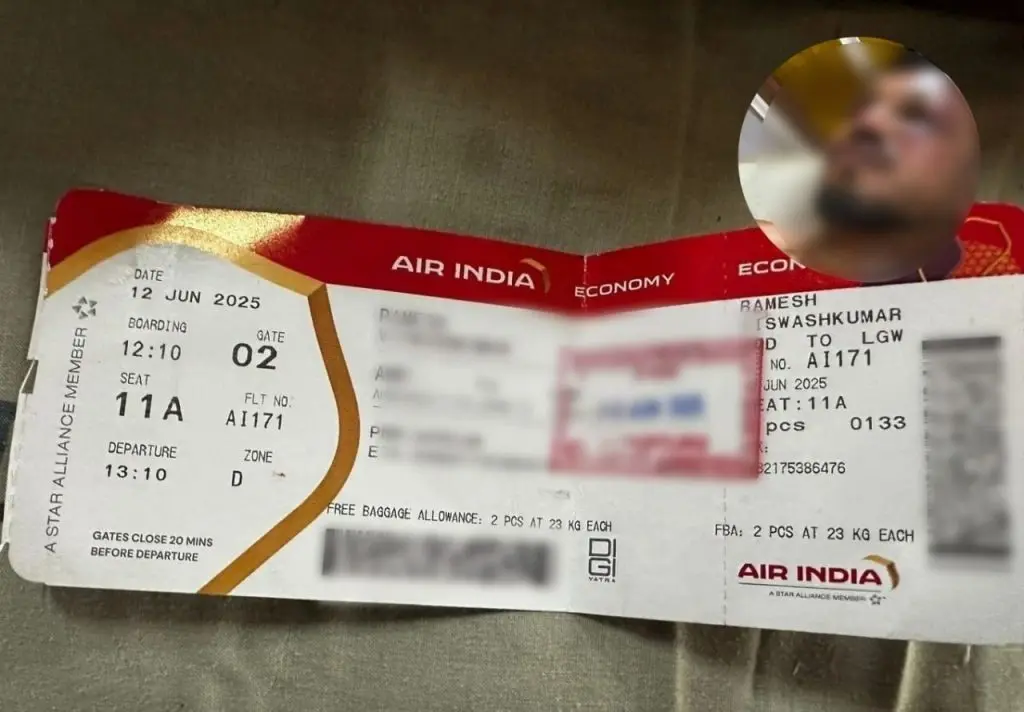 AIR INDIA
ECONOMY
DATE
12 JUN 2025
BOARDING
12:10
GATE
02
SEAT
11A
FLT NO:
AI171
DEPARTURE
13:10
ZONE
D
GATES CLOSE 20 MINS
BEFORE DEPARTURE
A STAR ALLIANCE MEMBER
FREE BAGGAGE ALLOWANCE: 2 PCS AT 23 KG EACH
DIGI
YATRA
ECON
RAMESH
ISWASHKUMAR
D TO LGW
NO. AI171
JUN 2025
EAT:11A
pcs 0133
2175386476
FBA: 2 PCS AT 23 KG EACH
AIR INDIA
A STAR ALLIANCE MEMBER